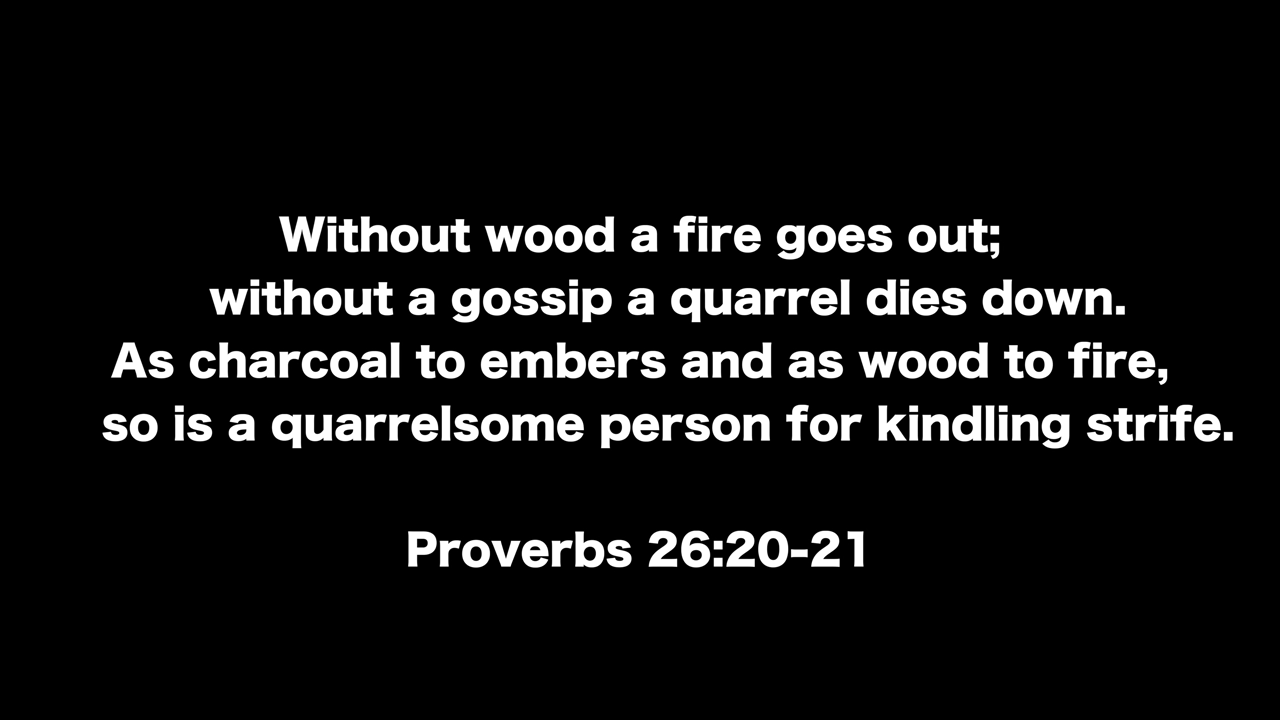 Without wood a fire goes out;
without a gossip a quarrel dies down.
As charcoal to embers and as wood to fire,
so is a quarrelsome person for kindling strife.
Proverbs 26:20-21